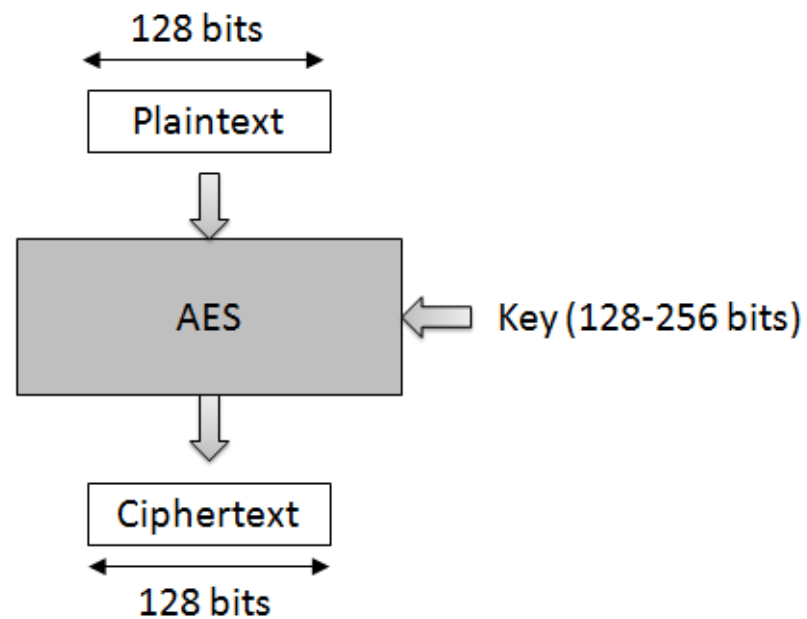 128 bits
Plaintext
AES
Key (128-256 bits)
Ciphertext
128 bits